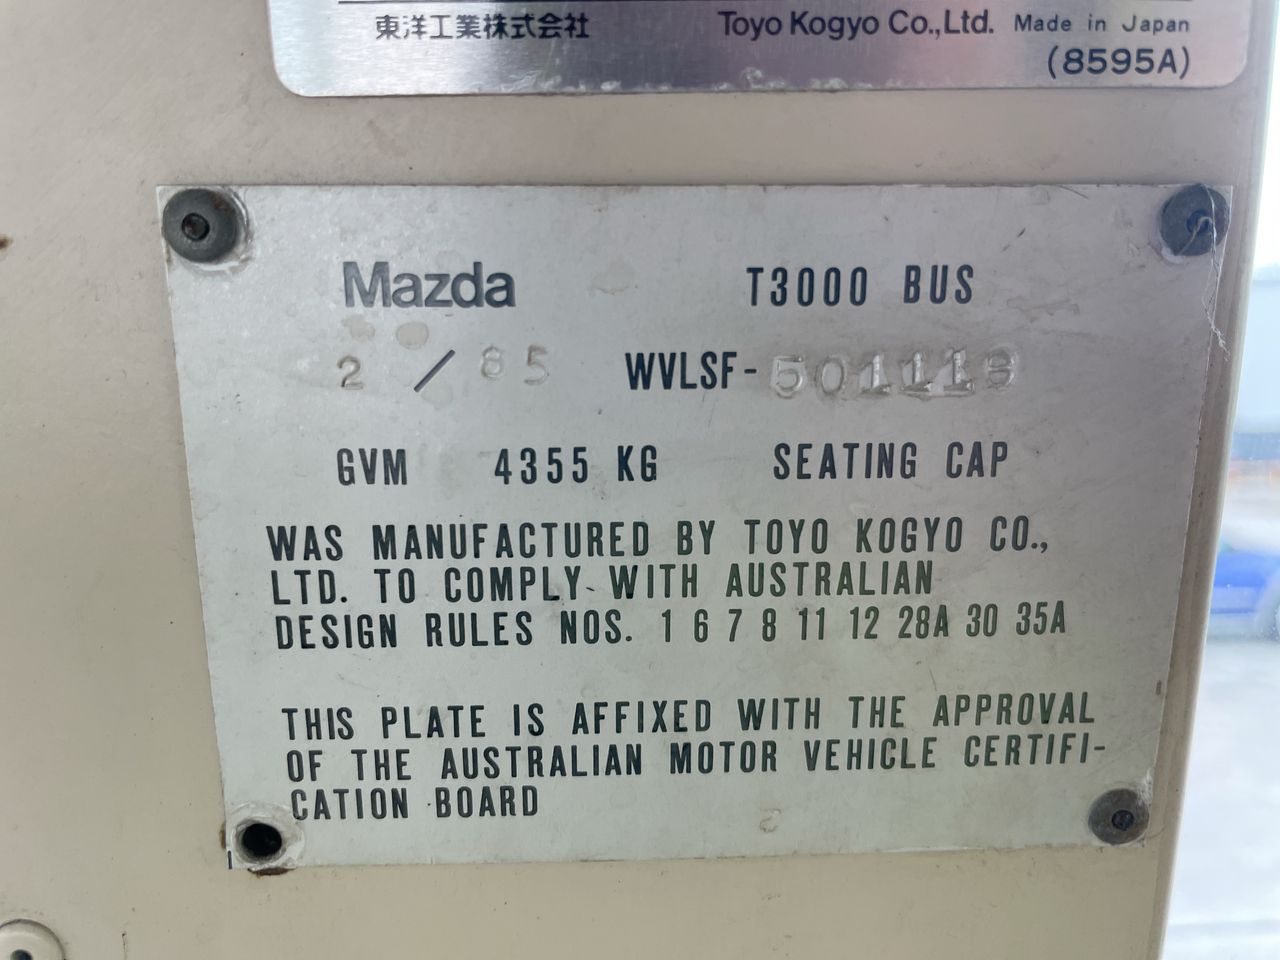 東洋工業株式会社 Toyo Kogyo Co.,Ltd. Made in Japan
(8595A)
Mazda T3000 BUS
2 / 85 WVLSF-501113
GVM 4355 KG SEATING CAP
WAS MANUFACTURED BY TOYO KOGYO CO.,
LTD. TO COMPLY WITH AUSTRALIAN
DESIGN RULES NOS. 1 6 7 8 11 12 28A 30 35A
THIS PLATE IS AFFIXED WITH THE APPROVAL
OF THE AUSTRALIAN MOTOR VEHICLE CERTIFI-
CATION BOARD